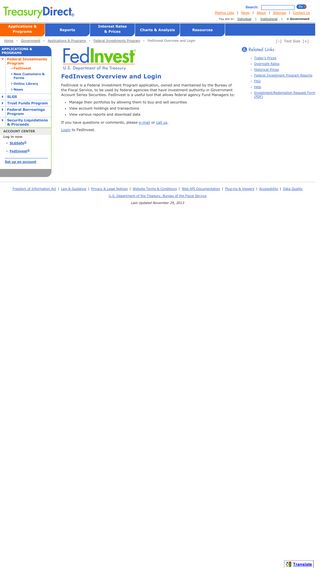 TreasuryDirect®
Search:
MyAcc-Lnks | News | About | Sitemap | Contact Us
You are in: » Individual » Institutional » Government
Applications & Programs
Reports
Interest Rates & Prices
Charts & Analysis
Resources
Home > Government > Applications & Programs > Federal Investments Program > FedInvest Overview and Login
[-] Text Size [+]
APPLICATIONS & PROGRAMS
Federal Investments Program
FedInvest
New Customers & Forms
Online Library
News
SLGS
Trust Funds Program
Federal Borrowings Program
Security Liquidations & Proceeds
ACCOUNT CENTER
Log in now
SLGSafe®
FedInvest®
Set up an account
FedInvest
U.S. Department of the Treasury
FedInvest Overview and Login
FedInvest is a Federal Investment Program application, owned and maintained by the Bureau of
the Fiscal Service, to be used by federal agencies that have investment authority in Government
Account Series Securities. FedInvest is a useful tool that allows federal agency Fund Managers to:
Manage their portfolios by allowing them to buy and sell securities
View account holdings and transactions
View various reports and download data
If you have questions or comments, please e-mail or call us.
Login to FedInvest.
Related Links
Today's Prices
Overnight Rates
Historical Prices
Federal Investment Program Reports
FAQ
Help
Investment/Redemption Request Form (PDF)
Freedom of Information Act | Law & Guidance | Privacy & Legal Notices | Website Terms & Conditions | Web API Documentation | Plug-ins & Viewers | Accessibility | Data Quality
U.S. Department of the Treasury, Bureau of the Fiscal Service
Last Updated November 29, 2013
Translate